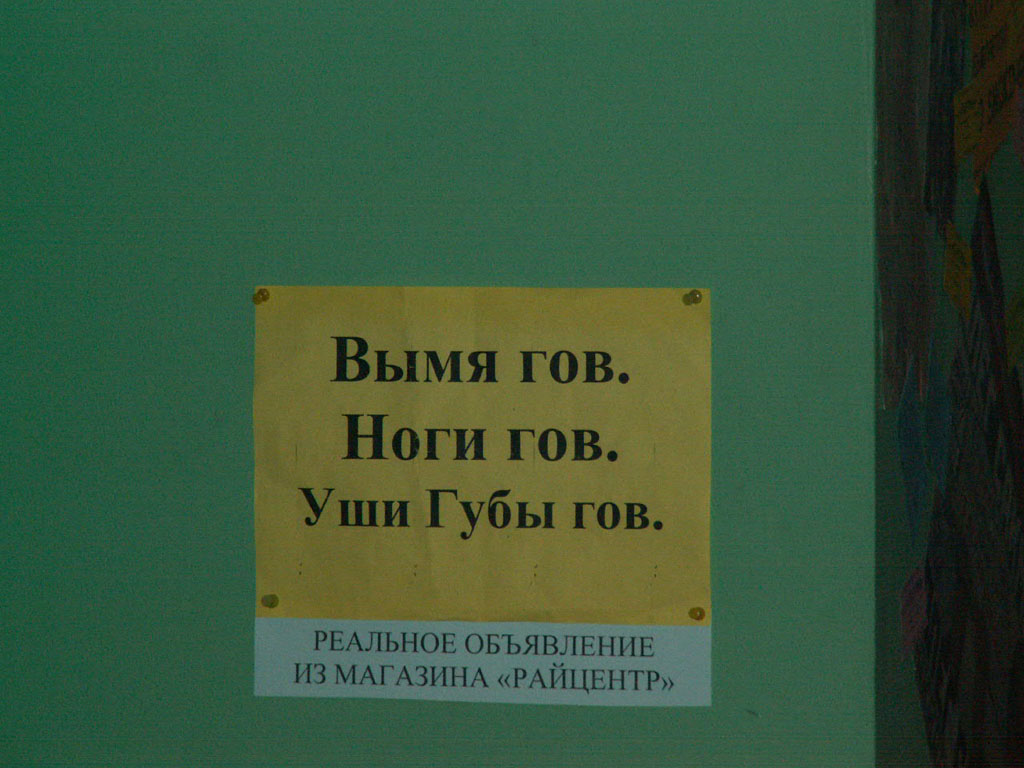 Вымя гов.
Ноги гов.
Уши Губы гов.
РЕАЛЬНОЕ ОБЪЯВЛЕНИЕ
ИЗ МАГАЗИНА «РАЙЦЕНТР»